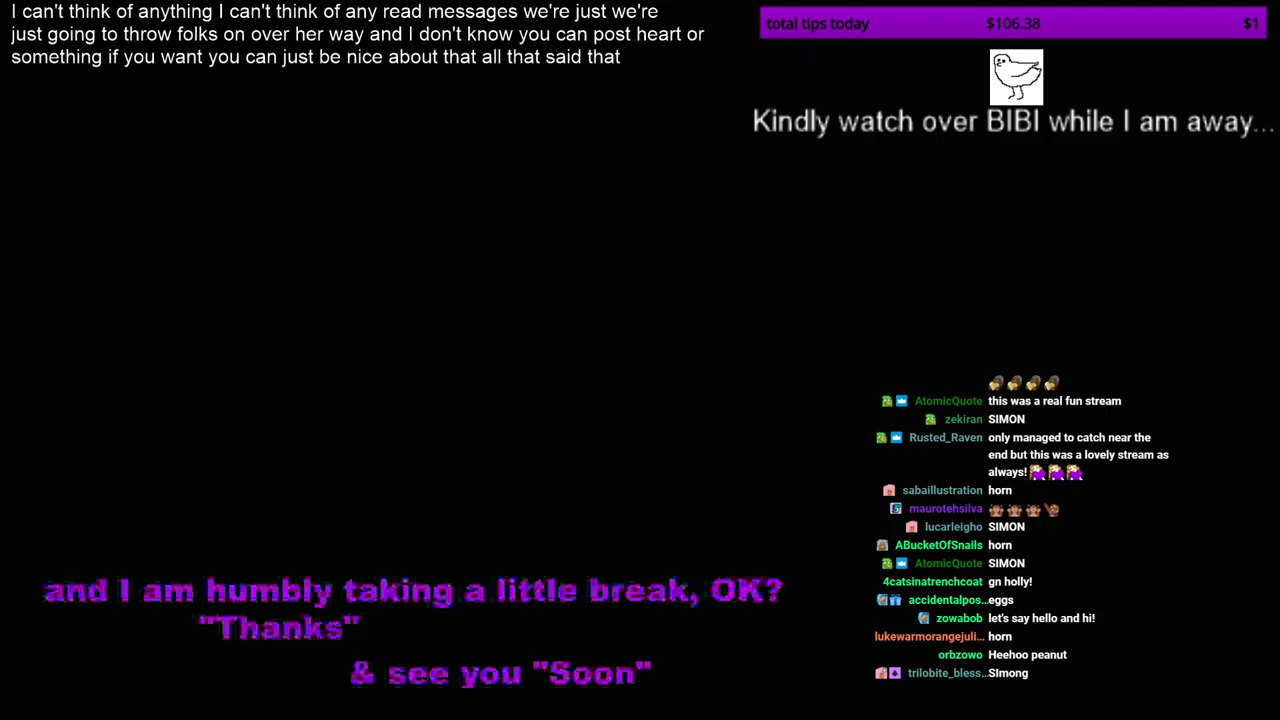 I can't think of anything I can't think of any read messages we're just we're
just going to throw folks on over her way and I don't know you can post heart or
something if you want you can just be nice about that all that said that
total tips today $106.38 $1
Kindly watch over BIBI while I am away...
AtomicQuote this was a real fun stream
zekiran SIMON
Rusted_Raven only managed to catch near the
end but this was a lovely stream as
always!
sabaillustration horn
maurotehsilva
lucarleigho SIMON
ABucketOfSnails horn
AtomicQuote SIMON
4catsinatrenchcoat gn holly!
accidentalpos... eggs
zowabob let's say hello and hi!
lukewarmorangejuli... horn
orbzowo Heehoo peanut
trilobite_bless... SImong
and I am humbly taking a little break, OK?
"Thanks"
& see you "Soon"